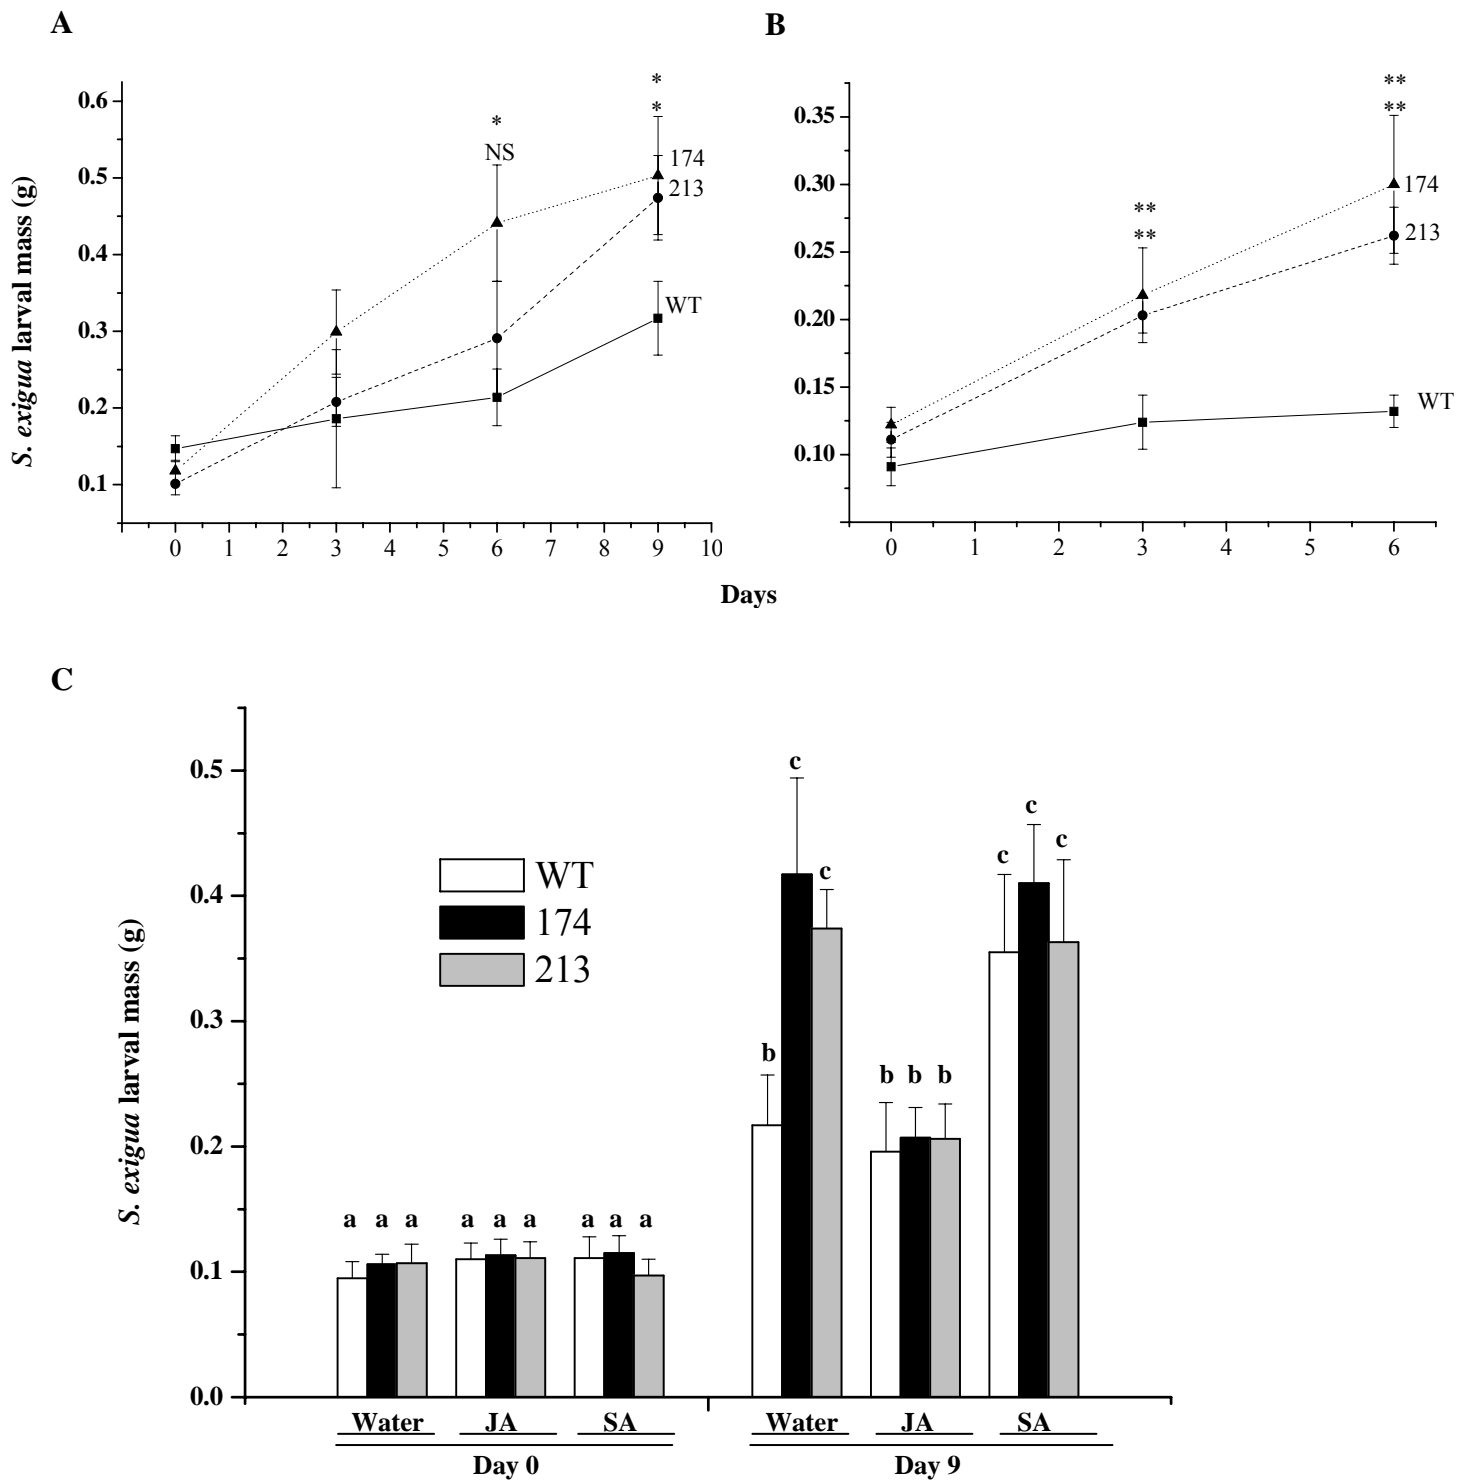 A
B
S. exigua larval mass (g)
0.6
0.5
0.4
0.3
0.2
0.1
*
NS
*
*
174
213
WT
0 1 2 3 4 5 6 7 8 9 10
0.35
0.30
0.25
0.20
0.15
0.10
**
**
**
**
174
213
WT
0 1 2 3 4 5 6
Days
C
S. exigua larval mass (g)
0.5
0.4
0.3
0.2
0.1
0.0
WT
174
213
a a a a a a a a a
b c c b b b c c c
Water JA SA Water JA SA
Day 0 Day 9